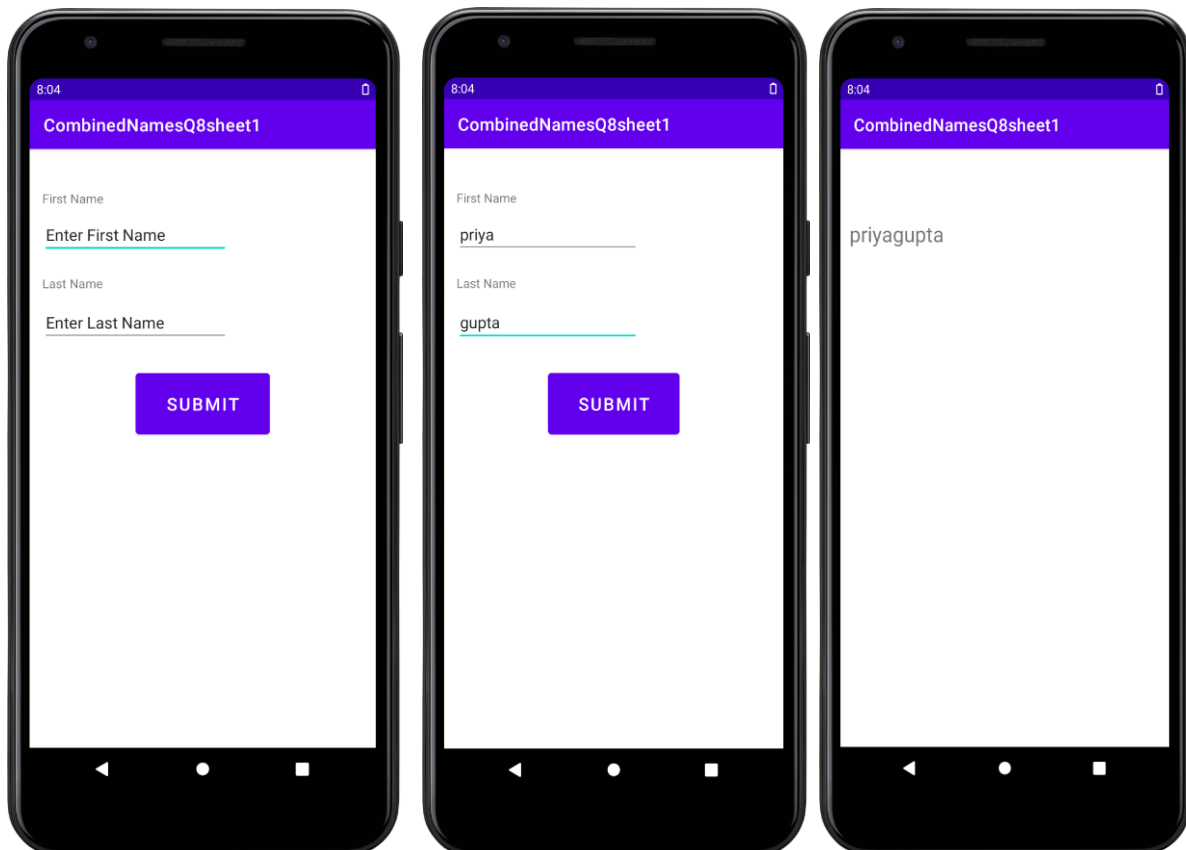 8:04
CombinedNamesQ8sheet1
First Name
Enter First Name
Last Name
Enter Last Name
SUBMIT
8:04
CombinedNamesQ8sheet1
First Name
priya
Last Name
gupta
SUBMIT
8:04
CombinedNamesQ8sheet1
priyagupta